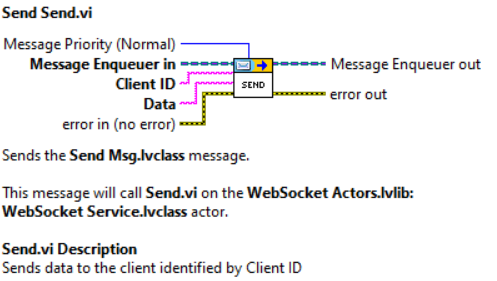 Send Send.vi
Message Priority (Normal)
Message Enqueuer in
Message Enqueuer out
Client ID
SEND
Data
error out
error in (no error)
Sends the Send Msg.lvclass message.
This message will call Send.vi on the WebSocket Actors.lvlib:
WebSocket Service.lvclass actor.
Send.vi Description
Sends data to the client identified by Client ID